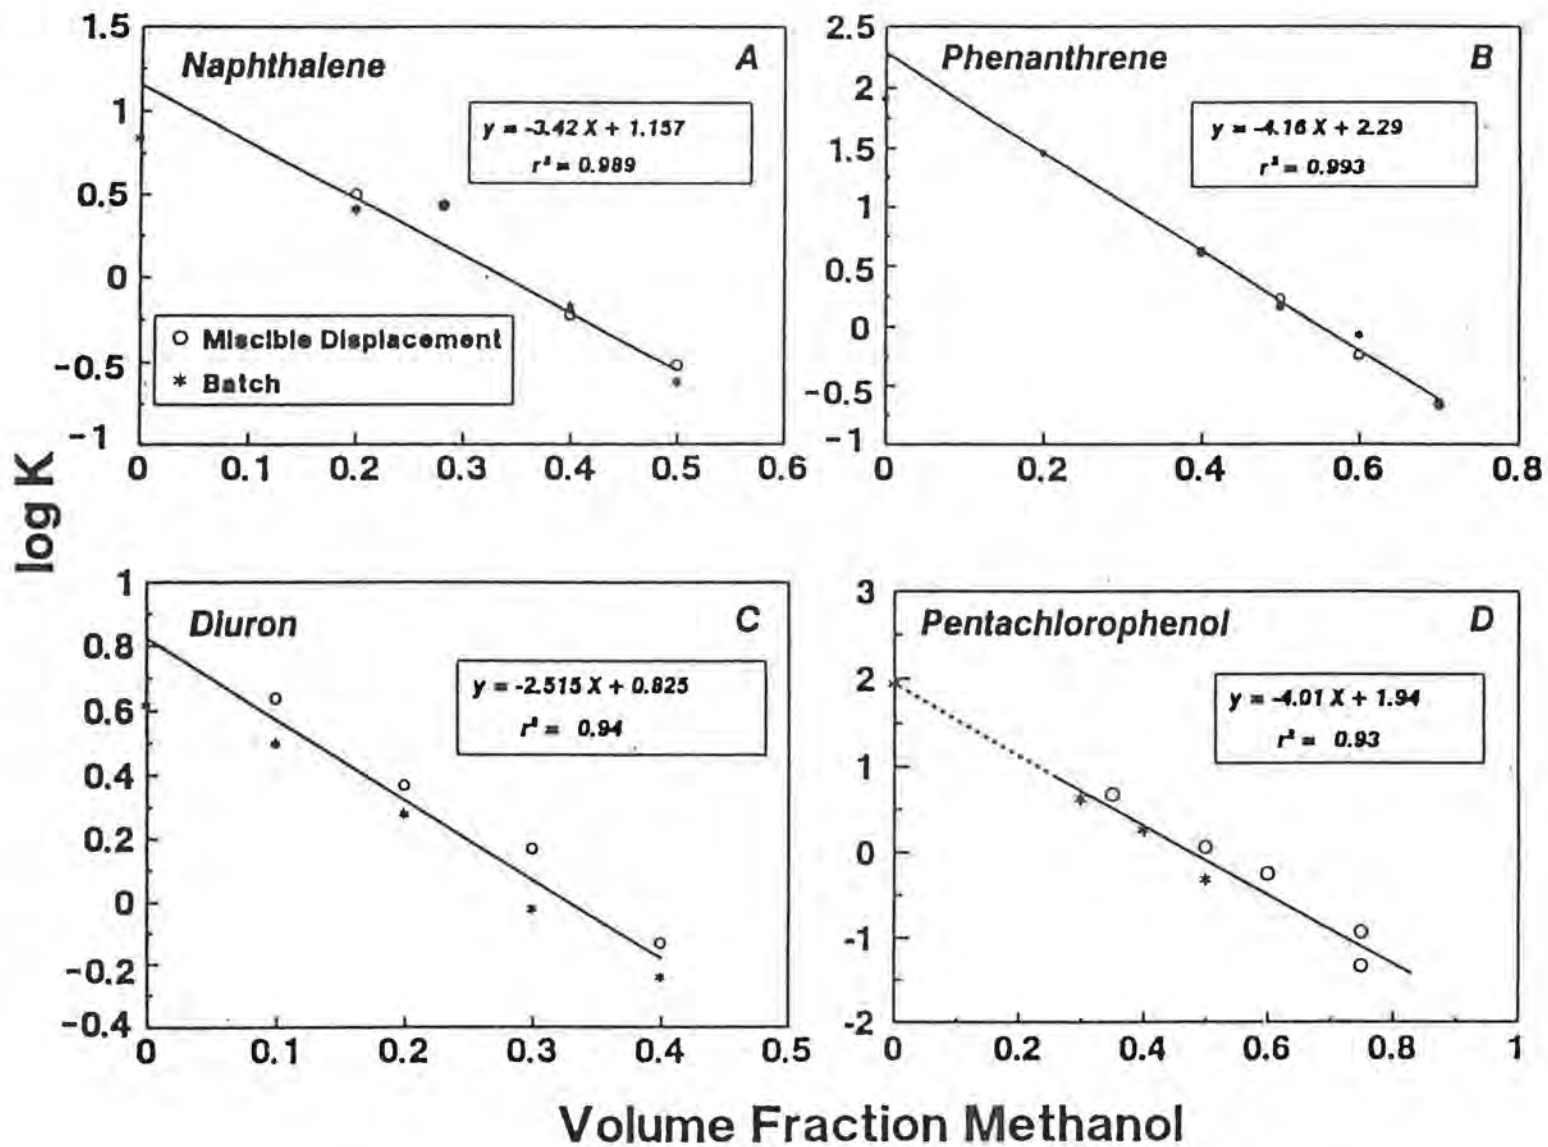 log K
1.5
1
0.5
0
-0.5
-1
0
0.1
0.2
0.3
0.4
0.5
0.6
Naphthalene
A
y = -3.42 X + 1.157
r² = 0.989
Miscible Displacement
* Batch
2.5
2
1.5
1
0.5
0
-0.5
-1
0
0.2
0.4
0.6
0.8
Phenanthrene
B
y = -4.16 X + 2.29
r² = 0.993
1
0.8
0.6
0.4
0.2
0
-0.2
-0.4
0
0.1
0.2
0.3
0.4
0.5
Diuron
C
y = -2.515 X + 0.825
r² = 0.94
3
2
1
0
-1
-2
0
0.2
0.4
0.6
0.8
1
Pentachlorophenol
D
y = -4.01 X + 1.94
r² = 0.93
Volume Fraction Methanol